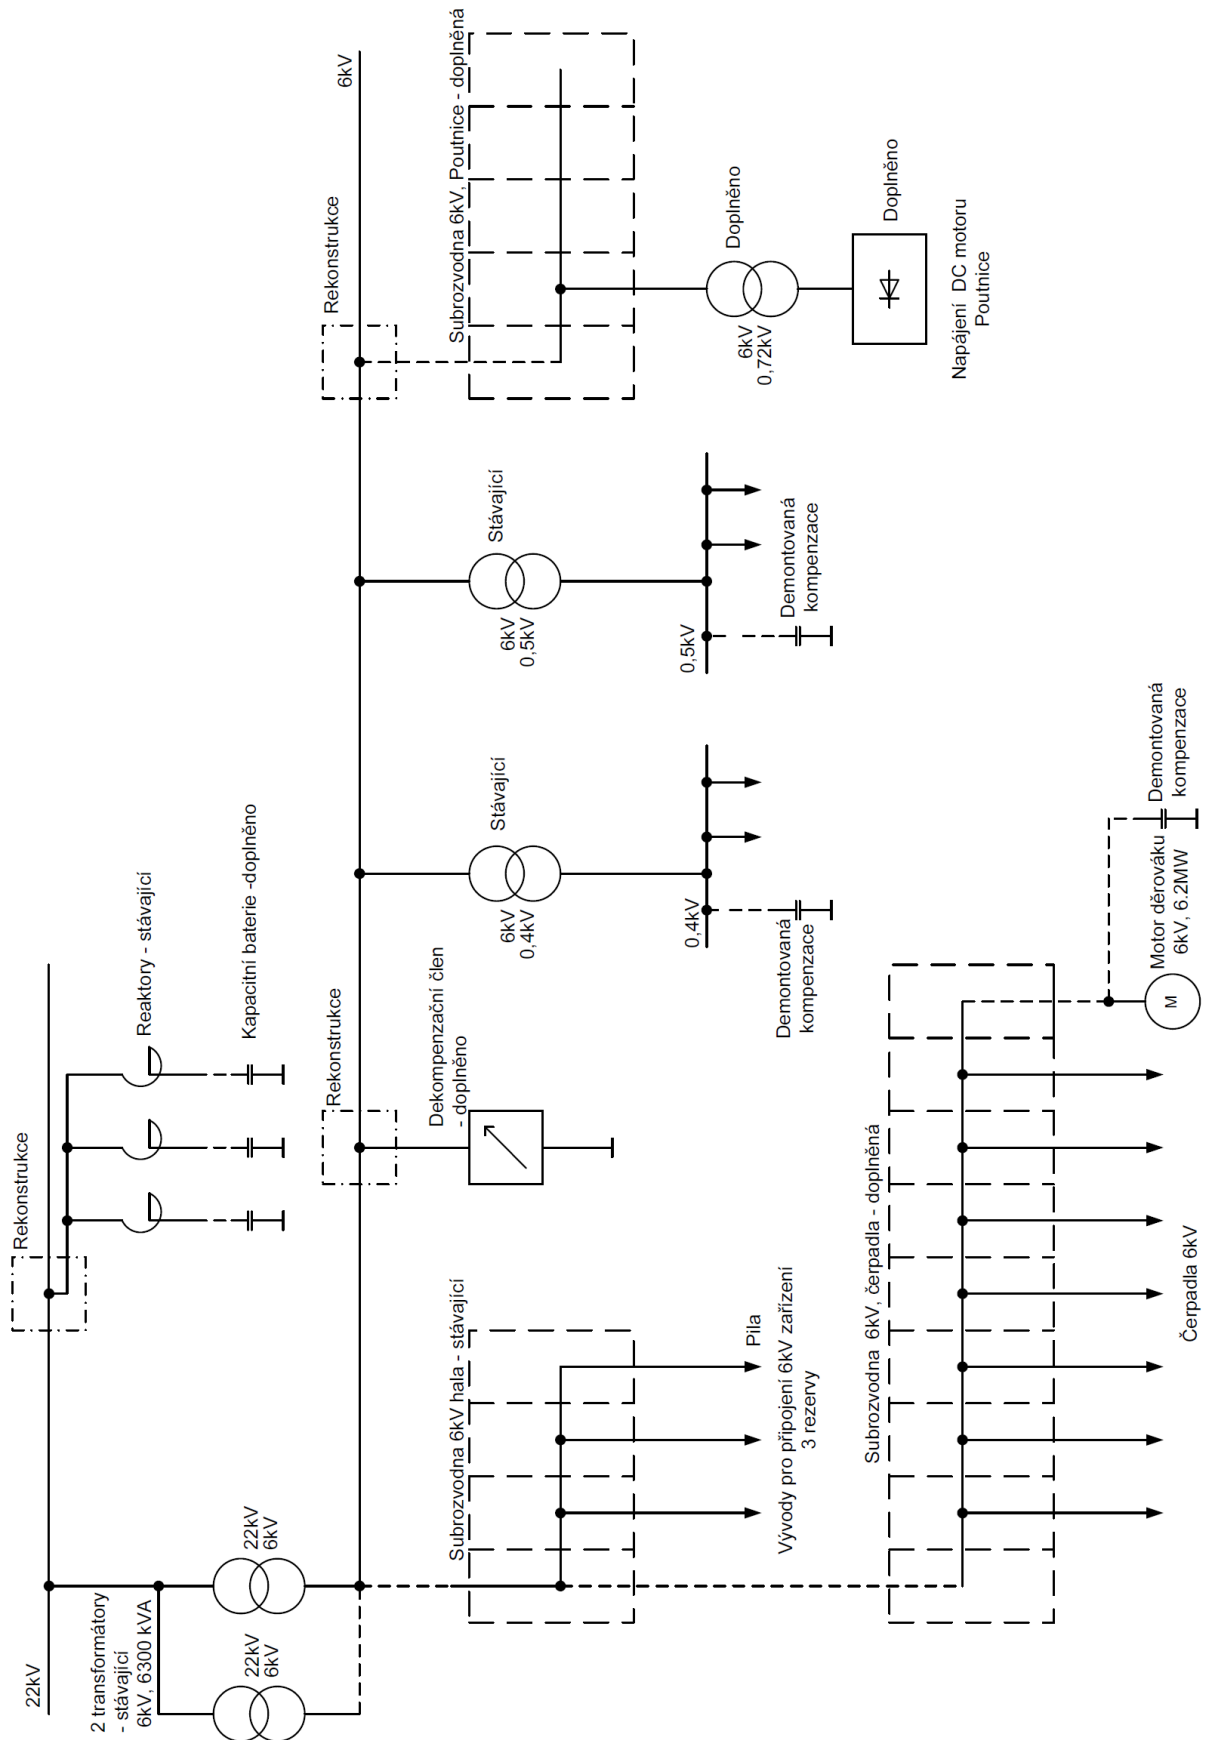 22kV
2 transformátory
- stávající
6kV, 6300 kVA
22kV
6kV
22kV
6kV
Rekonstrukce
Reaktory - stávající
Kapacitní baterie -doplněno
6kV
Rekonstrukce
Dekompenzační člen
- doplněno
Stávající
6kV
0,4kV
0,4kV
Demontovaná
kompenzace
Stávající
6kV
0,5kV
0,5kV
Demontovaná
kompenzace
Rekonstrukce
Subrozvodna 6kV, Poutnice - doplněná
Doplněno
6kV
0,72kV
Doplněno
Napájení DC motoru
Poutnice
Subrozvodna 6kV hala - stávající
Pila
Vývody pro připojení 6kV zařízení
3 rezervy
Subrozvodna 6kV, čerpadla - doplněná
Čerpadla 6kV
M
Motor děrováku
6kV, 6.2MW
Demontovaná
kompenzace